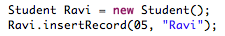 Student Ravi = new Student();
Ravi.insertRecord(05, "Ravi");